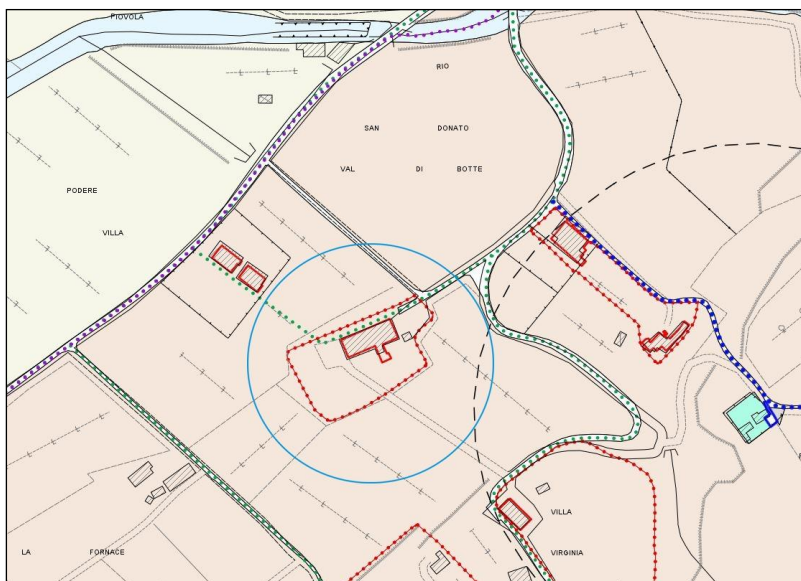 PIOVOLA
RIO
SAN DONATO
VAL DI BOTTE
PODERE
VILLA
VILLA
LA FORNACE
VIRGINIA